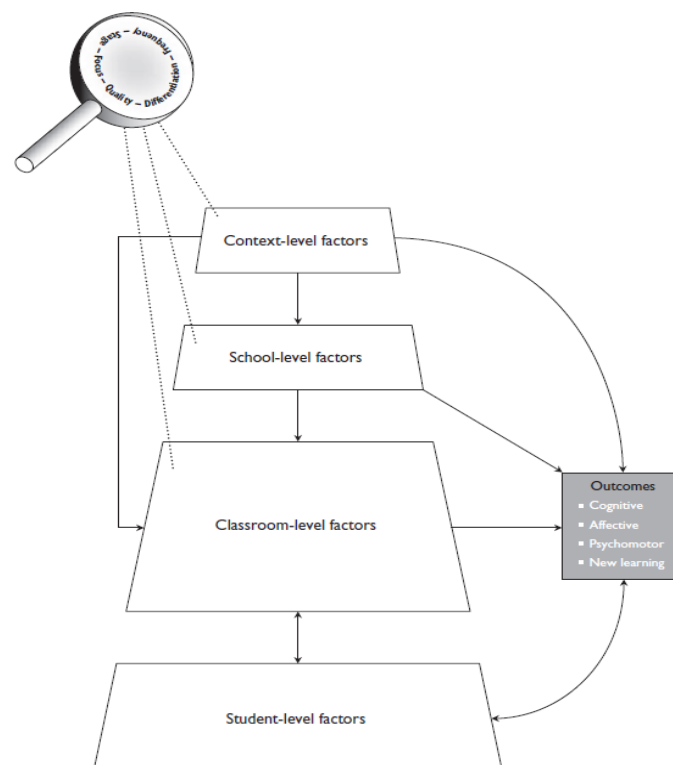 Frequency – Stage – Focus – Quality – Differentiation –
Context-level factors
School-level factors
Classroom-level factors
Outcomes
▪ Cognitive
▪ Affective
▪ Psychomotor
▪ New learning
Student-level factors